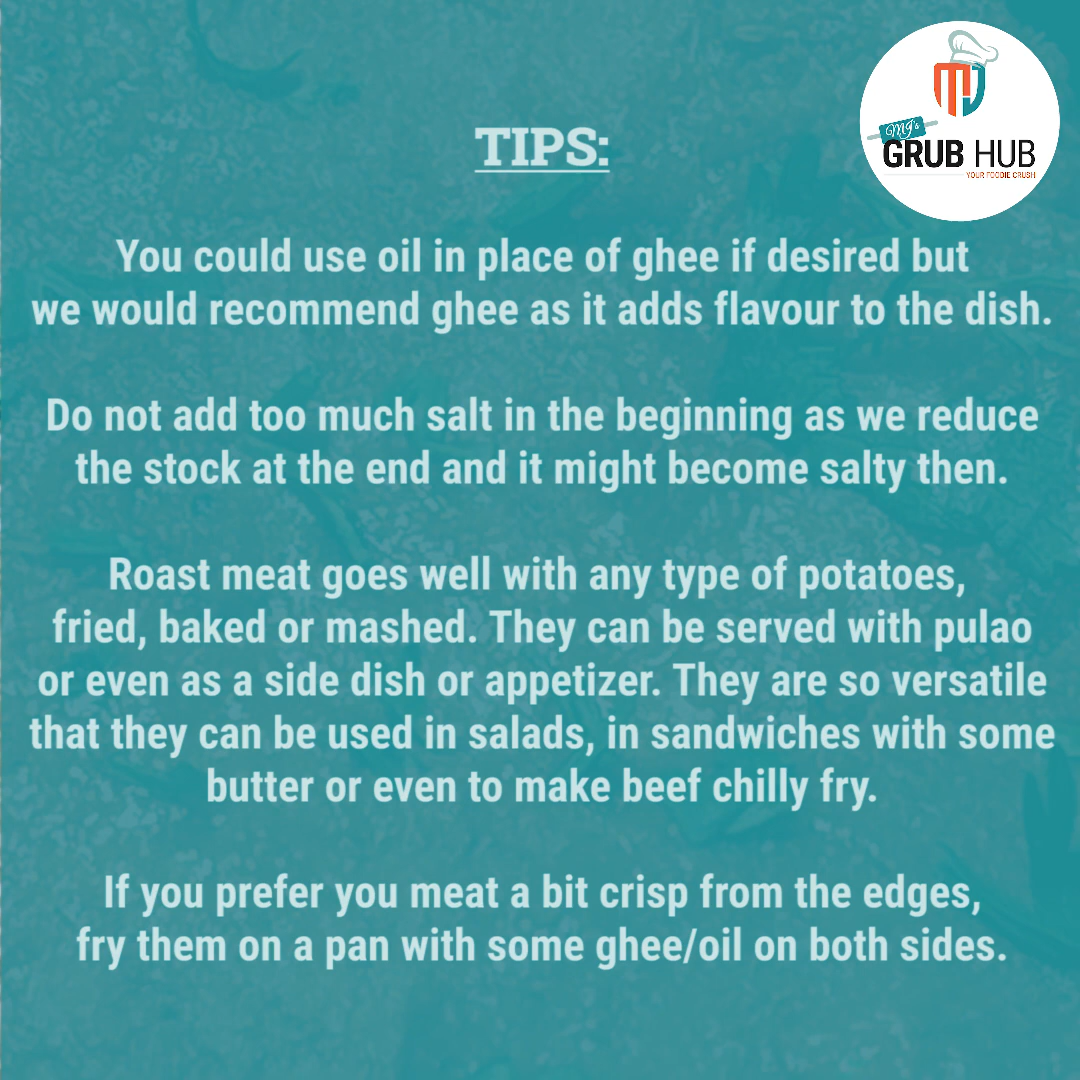 MJ
MJ's
GRUB HUB
YOUR FOODIE CRUSH
TIPS:
You could use oil in place of ghee if desired but
we would recommend ghee as it adds flavour to the dish.
Do not add too much salt in the beginning as we reduce
the stock at the end and it might become salty then.
Roast meat goes well with any type of potatoes,
fried, baked or mashed. They can be served with pulao
or even as a side dish or appetizer. They are so versatile
that they can be used in salads, in sandwiches with some
butter or even to make beef chilly fry.
If you prefer you meat a bit crisp from the edges,
fry them on a pan with some ghee/oil on both sides.